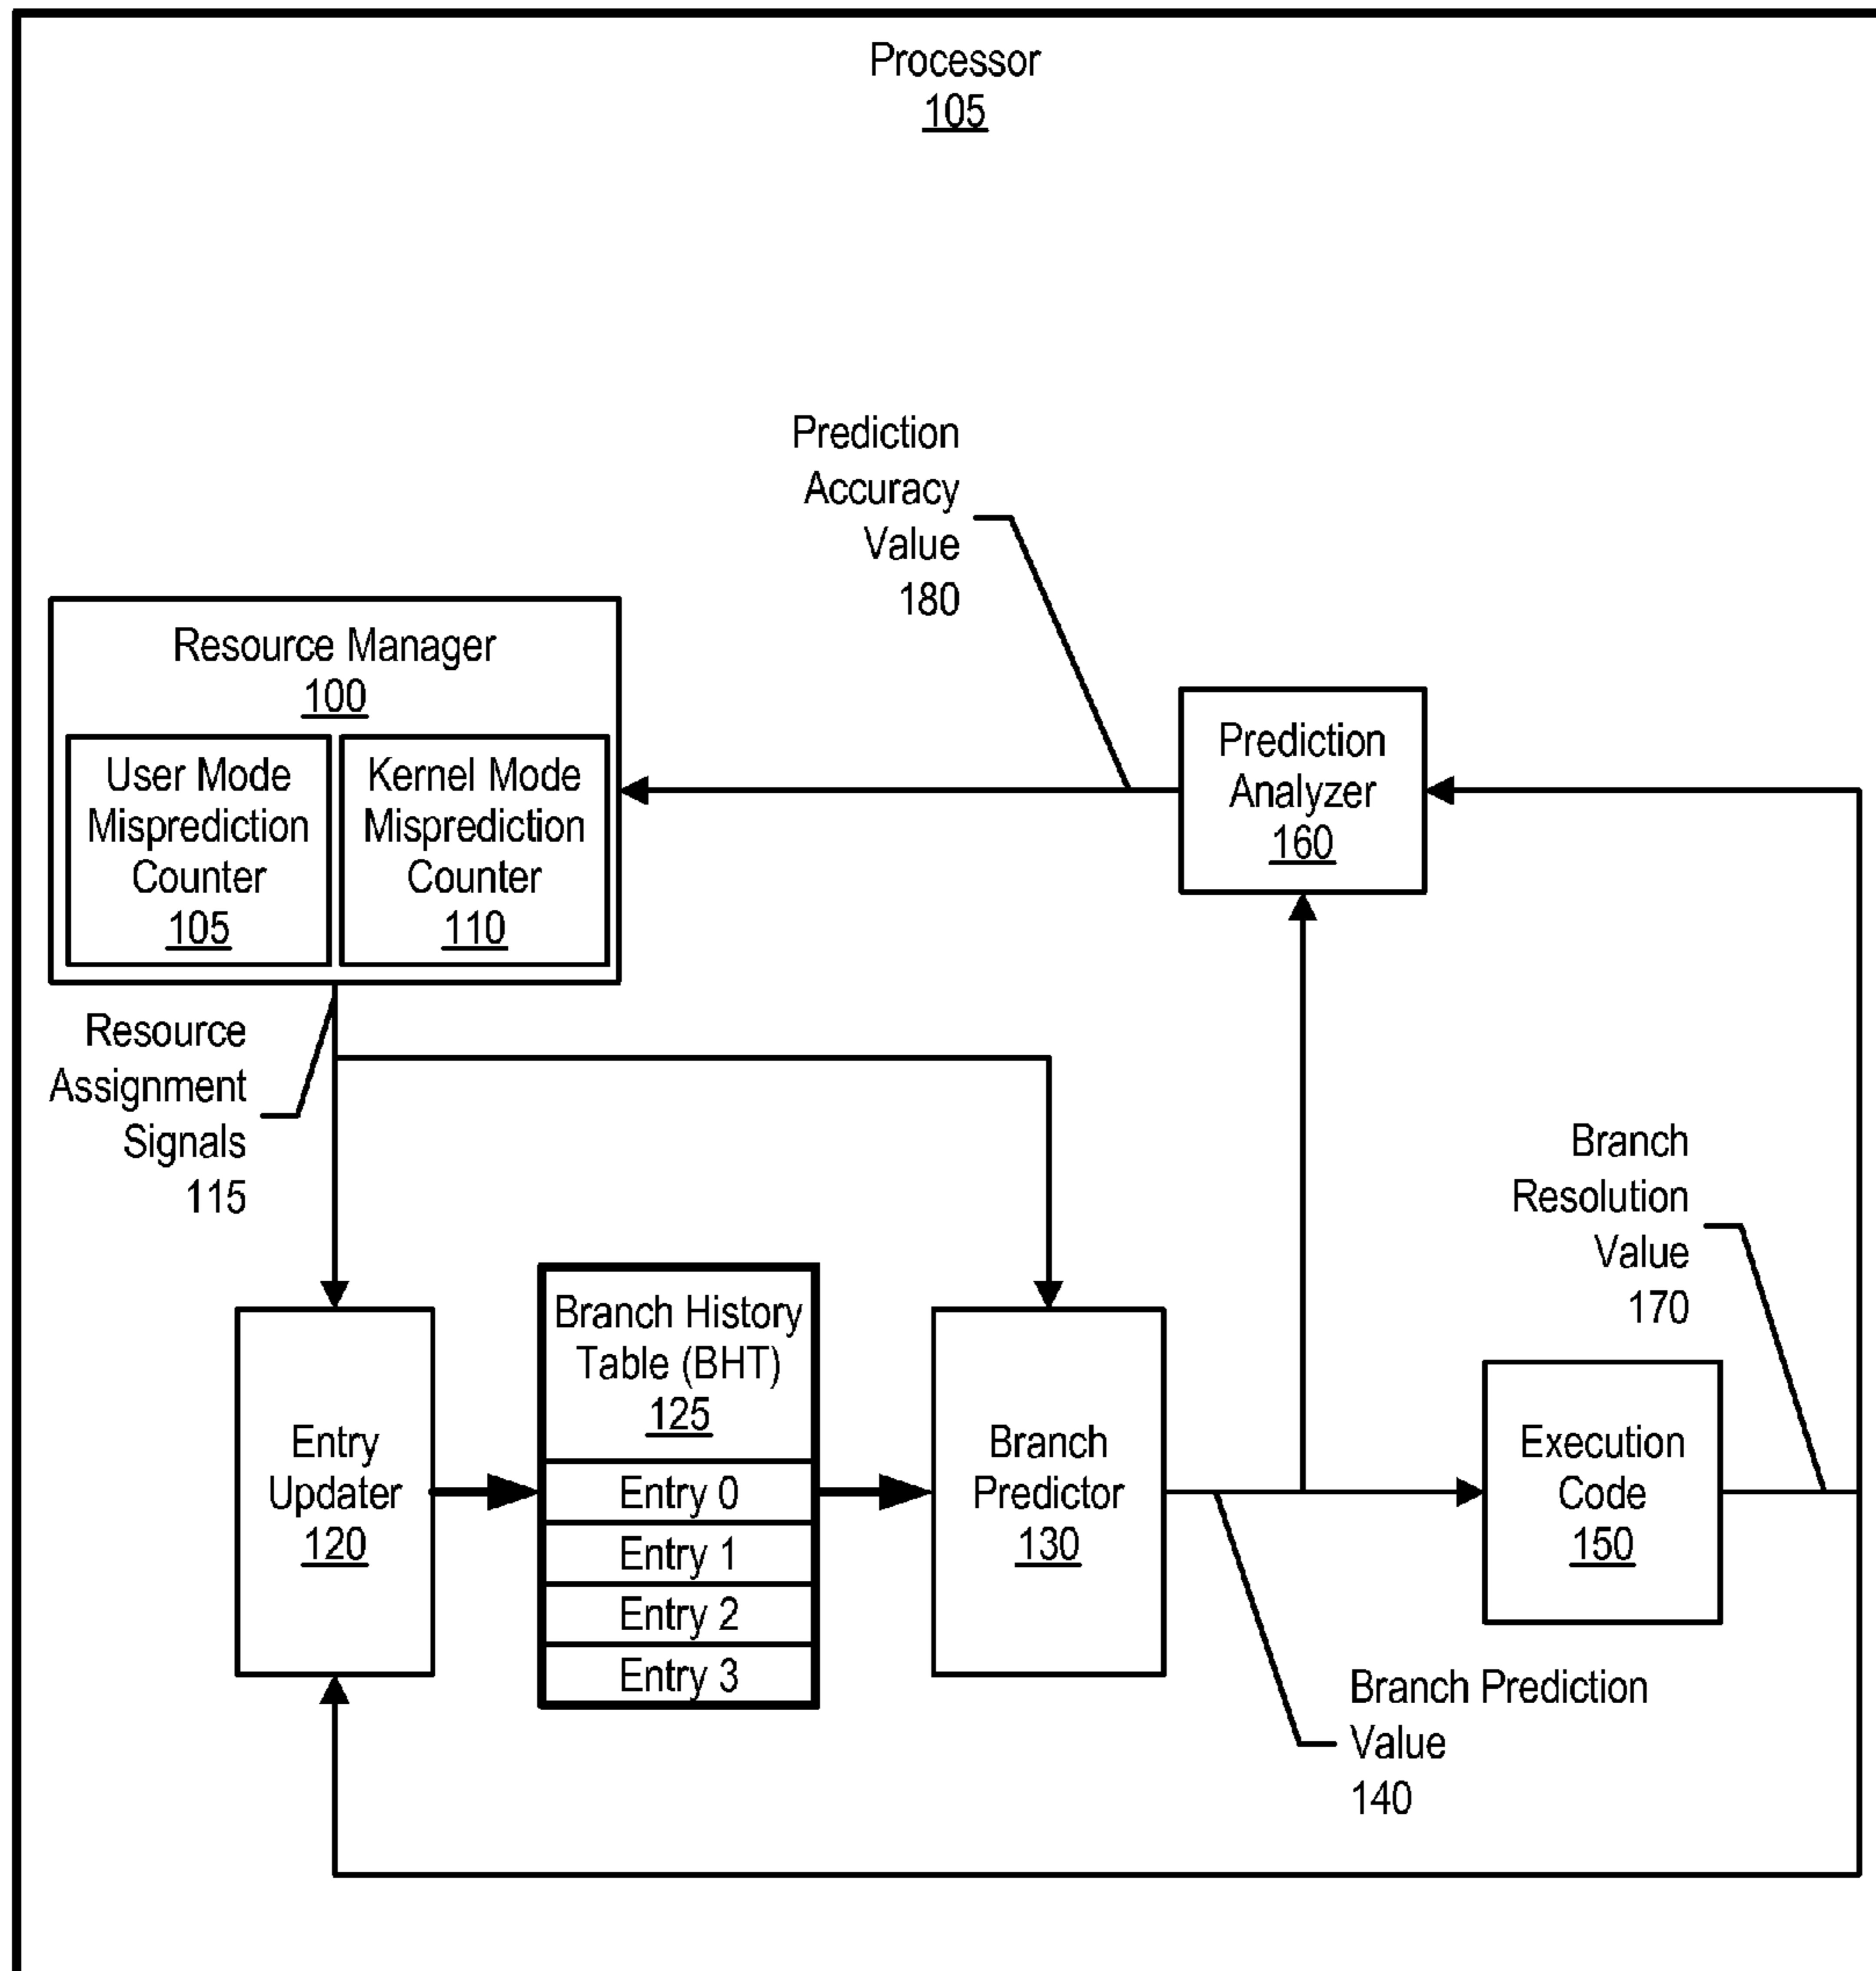 Processor
105
Prediction
Accuracy
Value
180
Resource Manager
100
User Mode
Misprediction
Counter
105
Kernel Mode
Misprediction
Counter
110
Prediction
Analyzer
160
Resource
Assignment
Signals
115
Branch
Resolution
Value
170
Entry
Updater
120
Branch History
Table (BHT)
125
Entry 0
Entry 1
Entry 2
Entry 3
Branch
Predictor
130
Execution
Code
150
Branch Prediction
Value
140